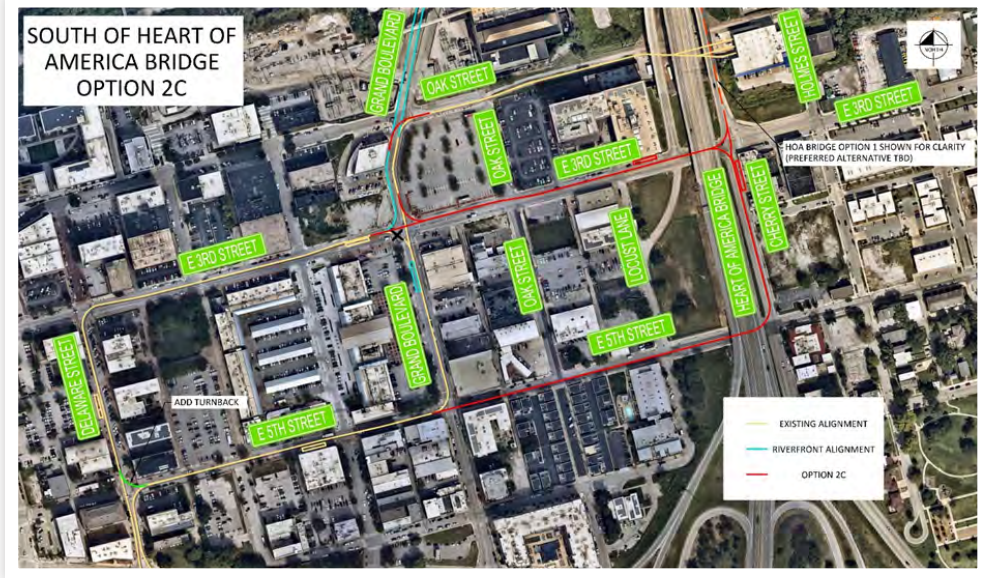 SOUTH OF HEART OF
AMERICA BRIDGE
OPTION 2C
GRAND BOULEVARD
OAK STREET
HOLMES STREET
NORTH
E 3RD STREET
OAK STREET
E 3RD STREET
HOA BRIDGE OPTION 1 SHOWN FOR CLARITY
(PREFERRED ALTERNATIVE TBD)
HEART OF AMERICA BRIDGE
CHERRY STREET
LOCUST LANE
E 3RD STREET
OAK STREET
GRAND BOULEVARD
E 5TH STREET
DELAWARE STREET
ADD TURNBACK
E 5TH STREET
EXISTING ALIGNMENT
RIVERFRONT ALIGNMENT
OPTION 2C